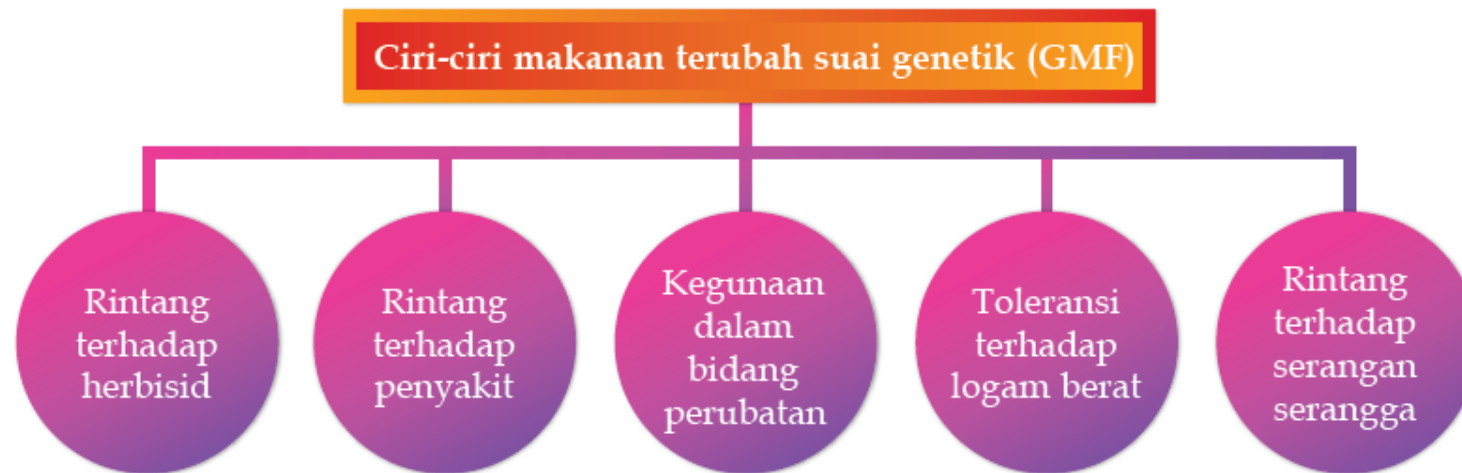 Ciri-ciri makanan terubah suai genetik (GMF)
Rintang
terhadap
herbisid
Rintang
terhadap
penyakit
Kegunaan
dalam
bidang
perubatan
Toleransi
terhadap
logam berat
Rintang
terhadap
serangan
serangga